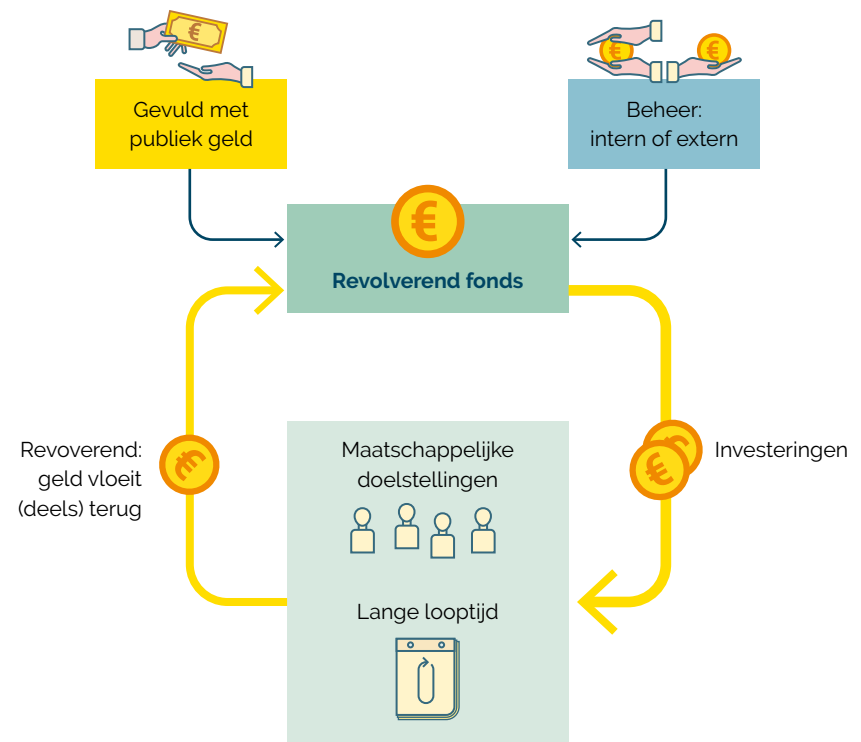 Gevuld met
publiek geld
Beheer:
intern of extern
€
Revolverend fonds
Revoverend:
geld vloeit
(deels) terug
Maatschappelijke
doelstellingen
Investeringen
Lange looptijd